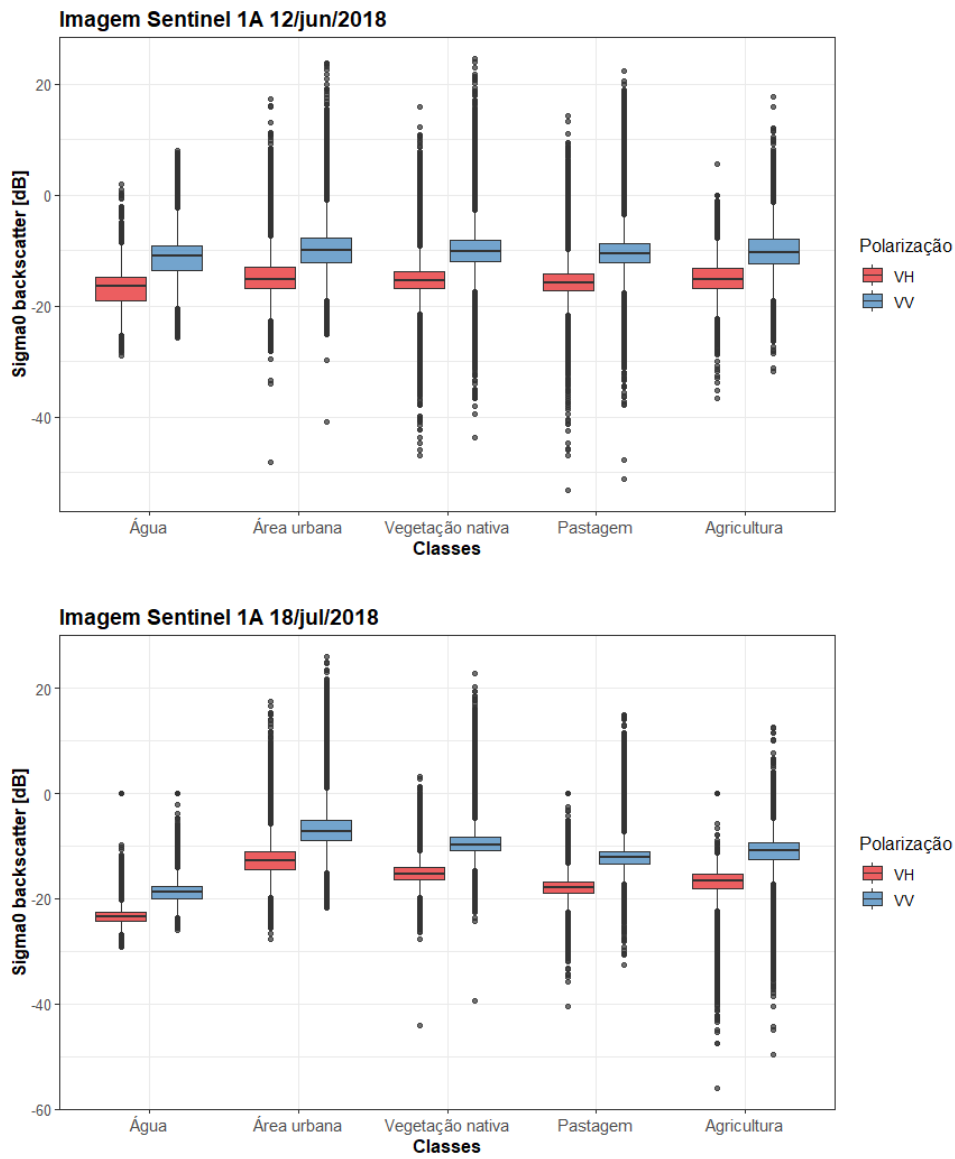 Imagem Sentinel 1A 12/jun/2018
Sigma0 backscatter [dB]
20
0
-20
-40
Água
Área urbana
Vegetação nativa
Pastagem
Agricultura
Classes
Polarização
VH
VV
Imagem Sentinel 1A 18/jul/2018
Sigma0 backscatter [dB]
20
0
-20
-40
-60
Água
Área urbana
Vegetação nativa
Pastagem
Agricultura
Classes
Polarização
VH
VV